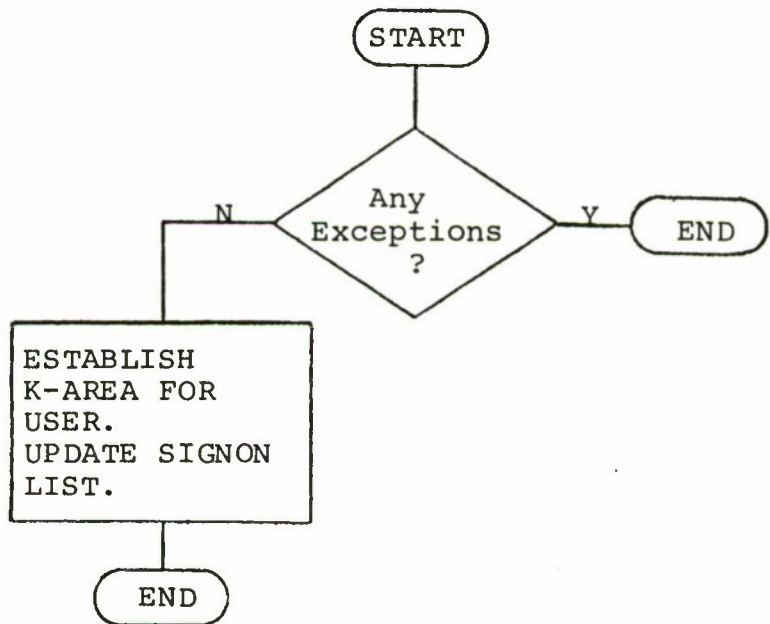 START
Any
Exceptions
?
N
Y
END
ESTABLISH
K-AREA FOR
USER.
UPDATE SIGNON
LIST.
END